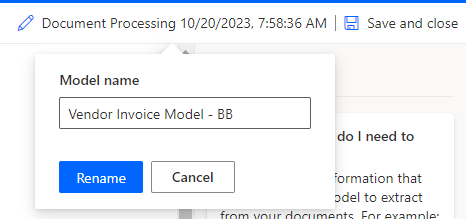 Document Processing 10/20/2023, 7:58:36 AM
Save and close
Model name
Vendor Invoice Model - BB
Rename
Cancel
do I need to
formation that
odel to extract
from your documents. For example: